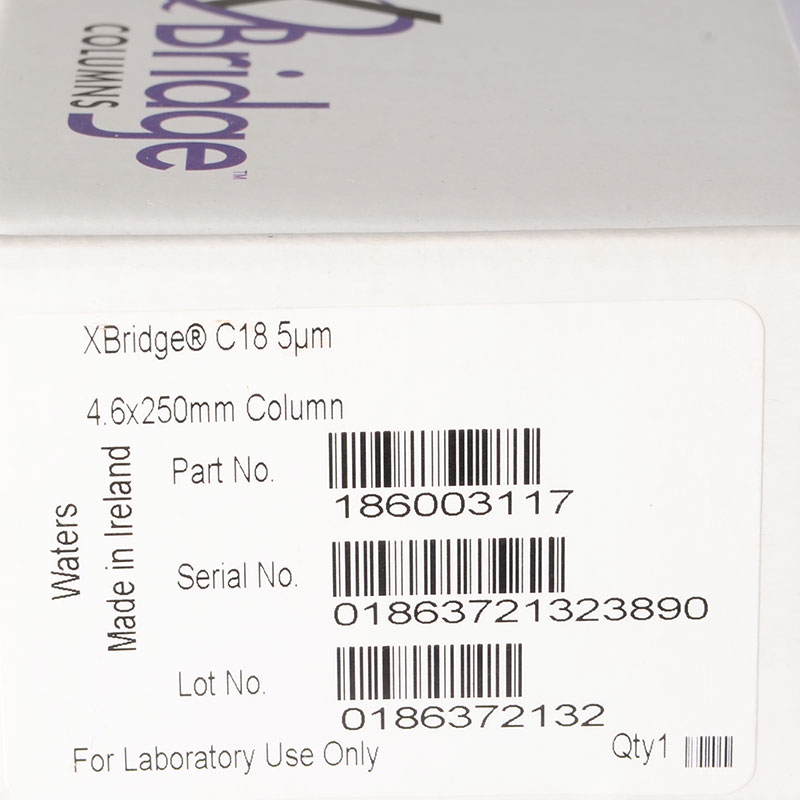 Bridge™
COLUMNS
XBridge® C18 5µm
4.6x250mm Column
Waters
Made in Ireland
Part No.
186003117
Serial No.
01863721323890
Lot No.
0186372132
For Laboratory Use Only
Qty1